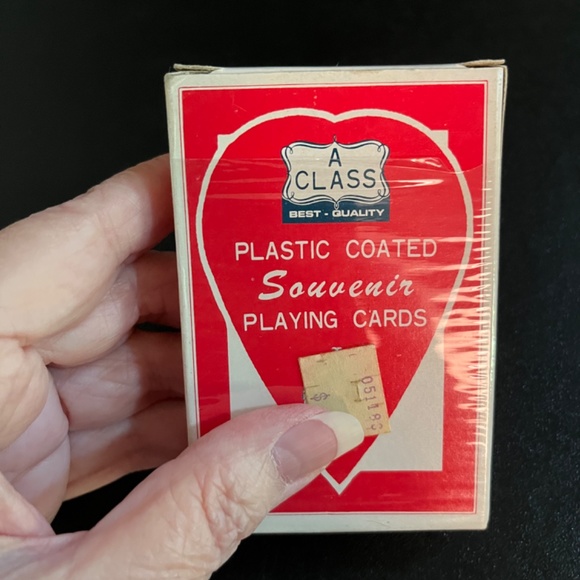 A
CLASS
BEST - QUALITY
PLASTIC COATED
Souvenir
PLAYING CARDS
$